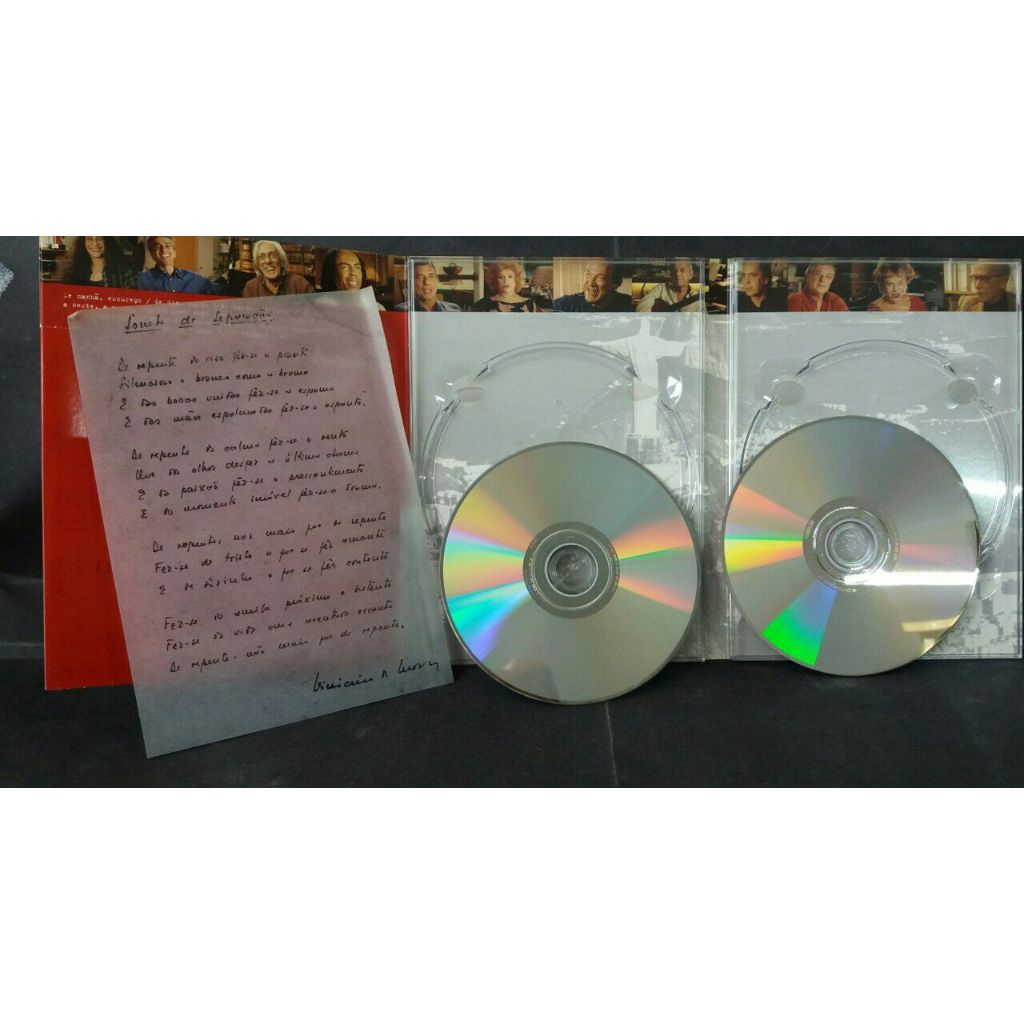 de manhã, escureço / de dia
Soneto de Separação
De repente do riso fêz-se o pranto
Silencioso e branco como a bruma
E das bocas unidas fêz-se a espuma
E das mãos espalmadas fêz-se o espanto.
De repente da calma fêz-se o vento
Que dos olhos desfez a última chama
E da paixão fêz-se o pressentimento
E do momento imóvel fêz-se o drama.
De repente, não mais que de repente
Fez-se de triste o que se fêz amante
E de sòzinho o que se fêz contente
Fez-se do amigo próximo o distante
Fez-se da vida uma aventura errante
De repente, não mais que de repente.
Vinicius de Moraes